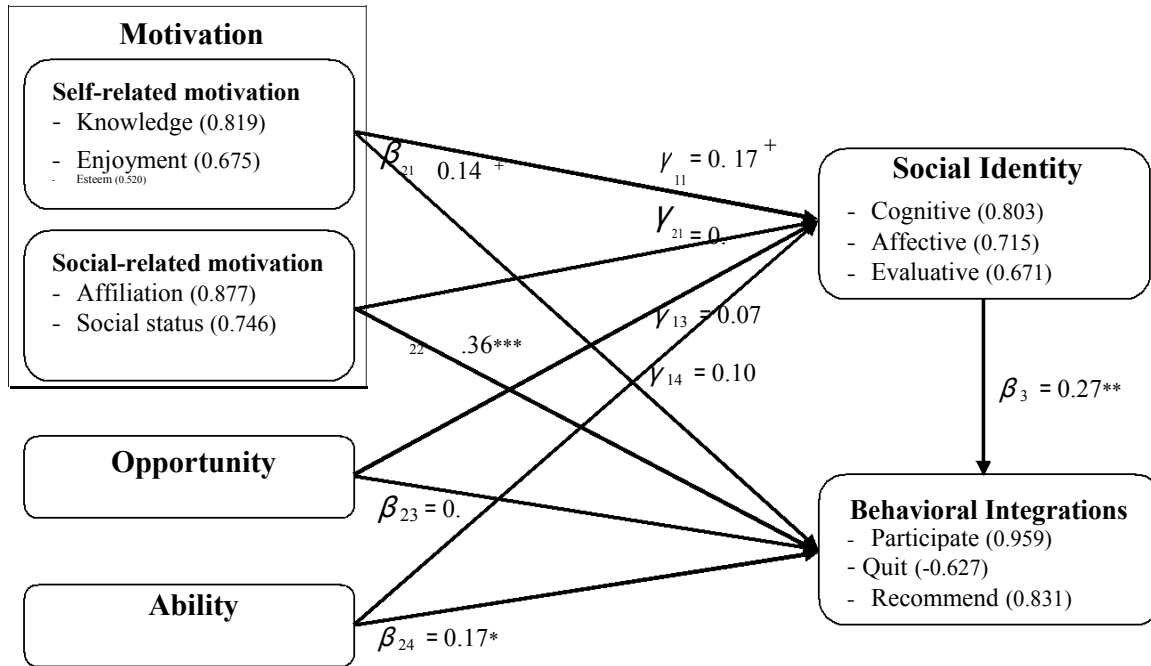 Motivation
Self-related motivation
- Knowledge (0.819)
- Enjoyment (0.675)
- Esteem (0.520)
Social-related motivation
- Affiliation (0.877)
- Social status (0.746)
Opportunity
Ability
β21 0.14 +
γ11 = 0. 17 +
γ21 = 0.
γ13 = 0.07
22 .36***
γ14 = 0.10
β23 = 0.
β24 = 0.17*
Social Identity
- Cognitive (0.803)
- Affective (0.715)
- Evaluative (0.671)
β3 = 0.27**
Behavioral Integrations
- Participate (0.959)
- Quit (-0.627)
- Recommend (0.831)